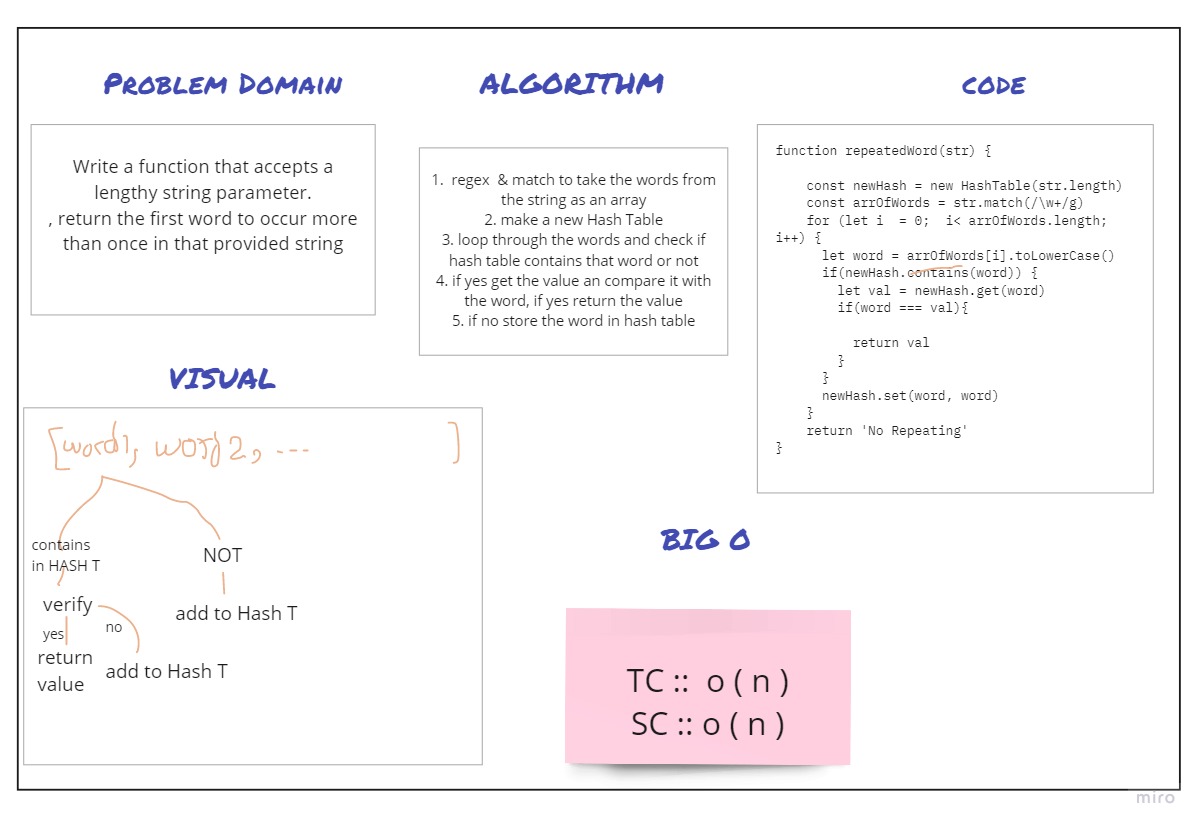 PROBLEM DOMAIN
Write a function that accepts a
lengthy string parameter.
, return the first word to occur more
than once in that provided string
ALGORITHM
1. regex & match to take the words from
the string as an array
2. make a new Hash Table
3. loop through the words and check if
hash table contains that word or not
4. if yes get the value an compare it with
the word, if yes return the value
5. if no store the word in hash table
CODE
function repeatedWord(str) {
const newHash = new HashTable(str.length)
const arrOfWords = str.match(/\w+/g)
for (let i = 0; i< arrOfWords.length;
i++) {
let word = arrOfWords[i].toLowerCase()
if(newHash.contains(word)) {
let val = newHash.get(word)
if(word === val){
return val
}
}
newHash.set(word, word)
}
return 'No Repeating'
}
VISUAL
[word1, word2, ... ]
contains
in HASH T
NOT
verify
add to Hash T
yes
no
return
value
add to Hash T
BIG O
TC :: o ( n )
SC :: o ( n )
miro